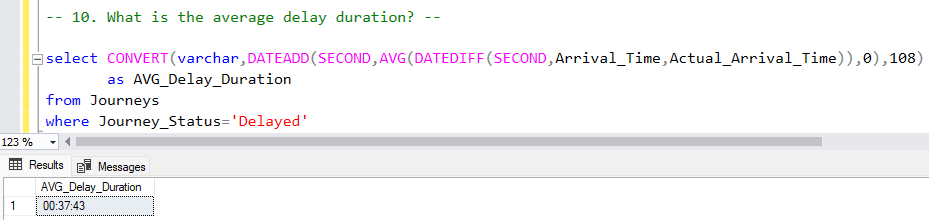 -- 10. What is the average delay duration? --
select CONVERT(varchar,DATEADD(SECOND,AVG(DATEDIFF(SECOND,Arrival_Time,Actual_Arrival_Time)),0),108)
as AVG_Delay_Duration
from Journeys
where Journey_Status='Delayed'
123 %
Results Messages
AVG_Delay_Duration
1 00:37:43